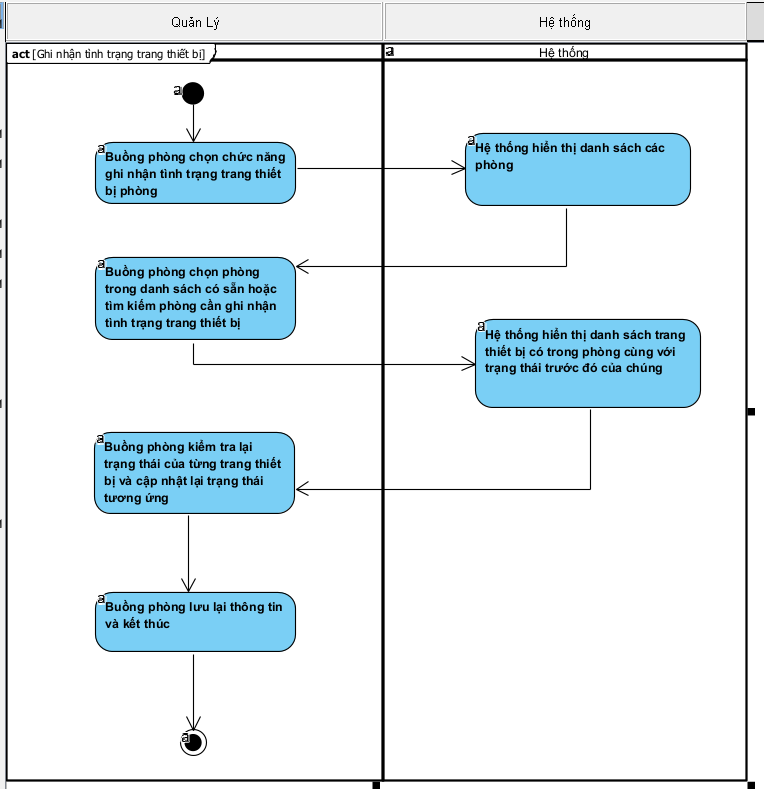 Quản Lý
Hệ thống
act [Ghi nhận tình trạng trang thiết bị]
a
Hệ thống
a
a
Buồng phòng chọn chức năng
ghi nhận tình trạng trang thiết
bị phòng
a
Hệ thống hiển thị danh sách các
phòng
a
Buồng phòng chọn phòng
trong danh sách có sẵn hoặc
tìm kiếm phòng cần ghi nhận
tình trạng trang thiết bị
a
Hệ thống hiển thị danh sách trang
thiết bị có trong phòng cùng với
trạng thái trước đó của chúng
a
Buồng phòng kiểm tra lại
trạng thái của từng trang thiết
bị và cập nhật lại trạng thái
tương ứng
a
Buồng phòng lưu lại thông tin
và kết thúc
a